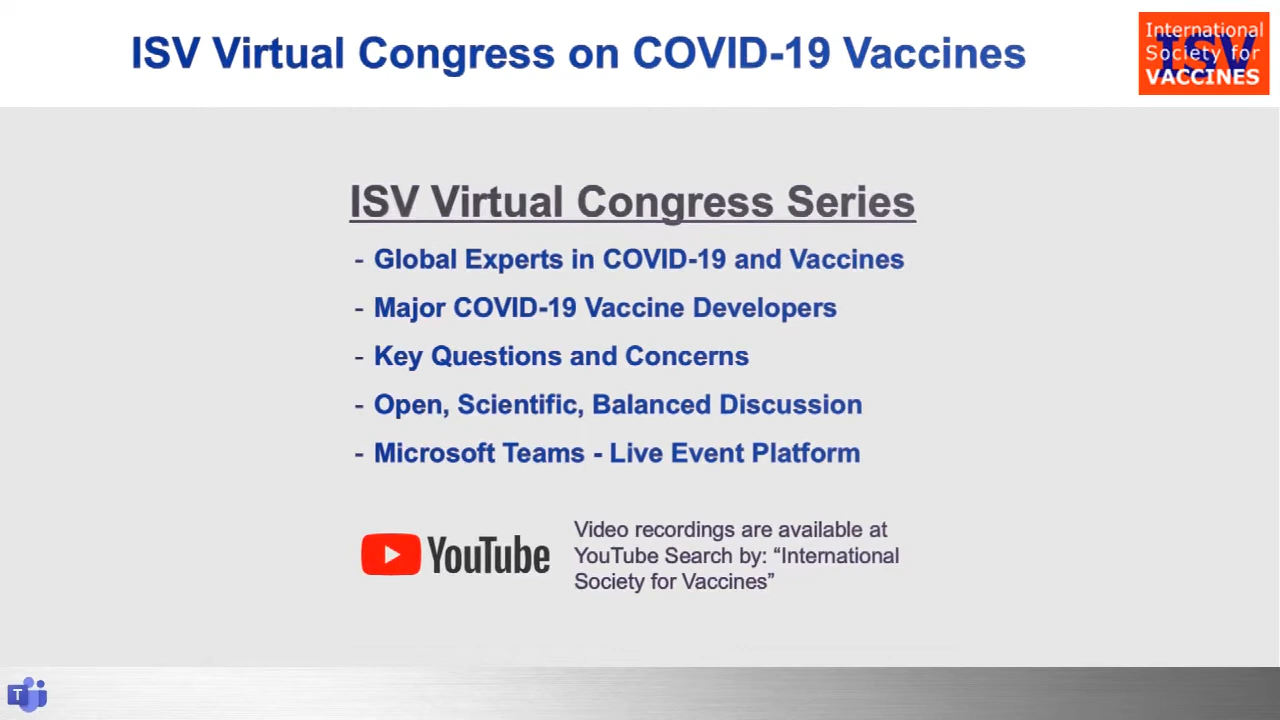 ISV Virtual Congress on COVID-19 Vaccines
International
Society for
VACCINES
ISV
ISV Virtual Congress Series
- Global Experts in COVID-19 and Vaccines
- Major COVID-19 Vaccine Developers
- Key Questions and Concerns
- Open, Scientific, Balanced Discussion
- Microsoft Teams - Live Event Platform
YouTube
Video recordings are available at
YouTube Search by: “International
Society for Vaccines”
T